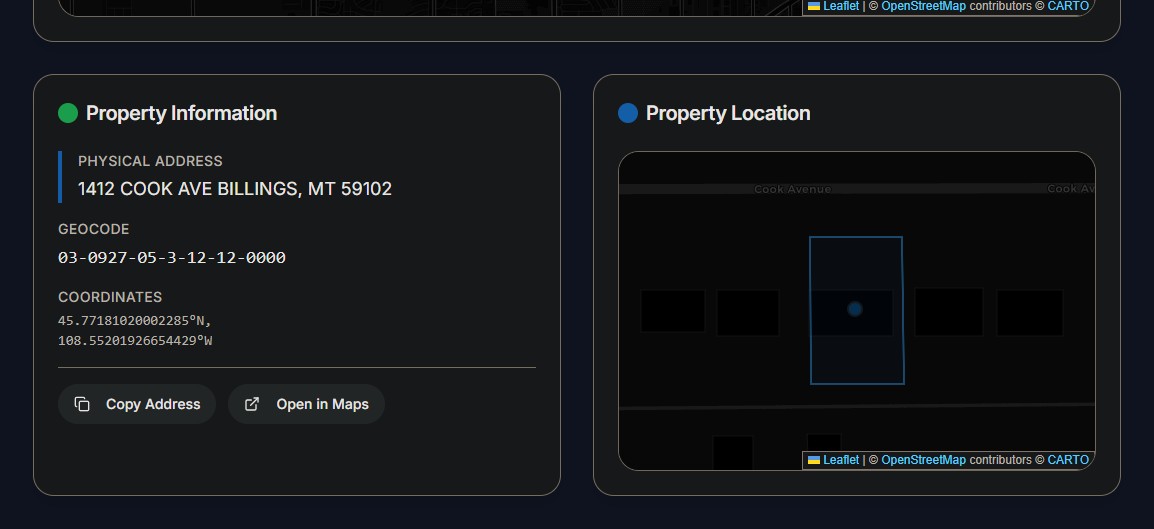 Leaflet | © OpenStreetMap contributors © CARTO
Property Information
PHYSICAL ADDRESS
1412 COOK AVE BILLINGS, MT 59102
GEOCODE
03-0927-05-3-12-12-0000
COORDINATES
45.77181020002285°N,
108.55201926654429°W
Copy Address
Open in Maps
Property Location
Cook Avenue
Cook Av
Leaflet | © OpenStreetMap contributors © CARTO